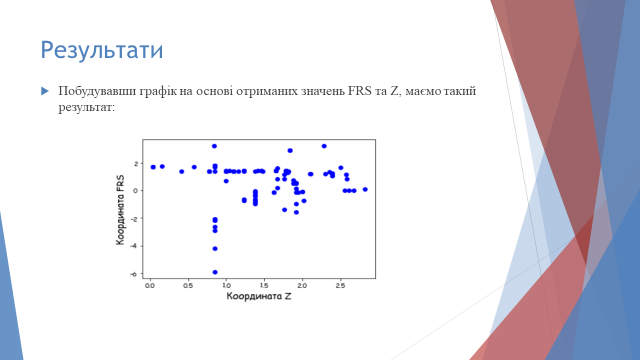 Результати
Побудувавши графік на основі отриманих значень FRS та Z, маємо такий
результат:
Координата FRS
2
0
-2
-4
-6
0.0 0.5 1.0 1.5 2.0 2.5
Координата Z